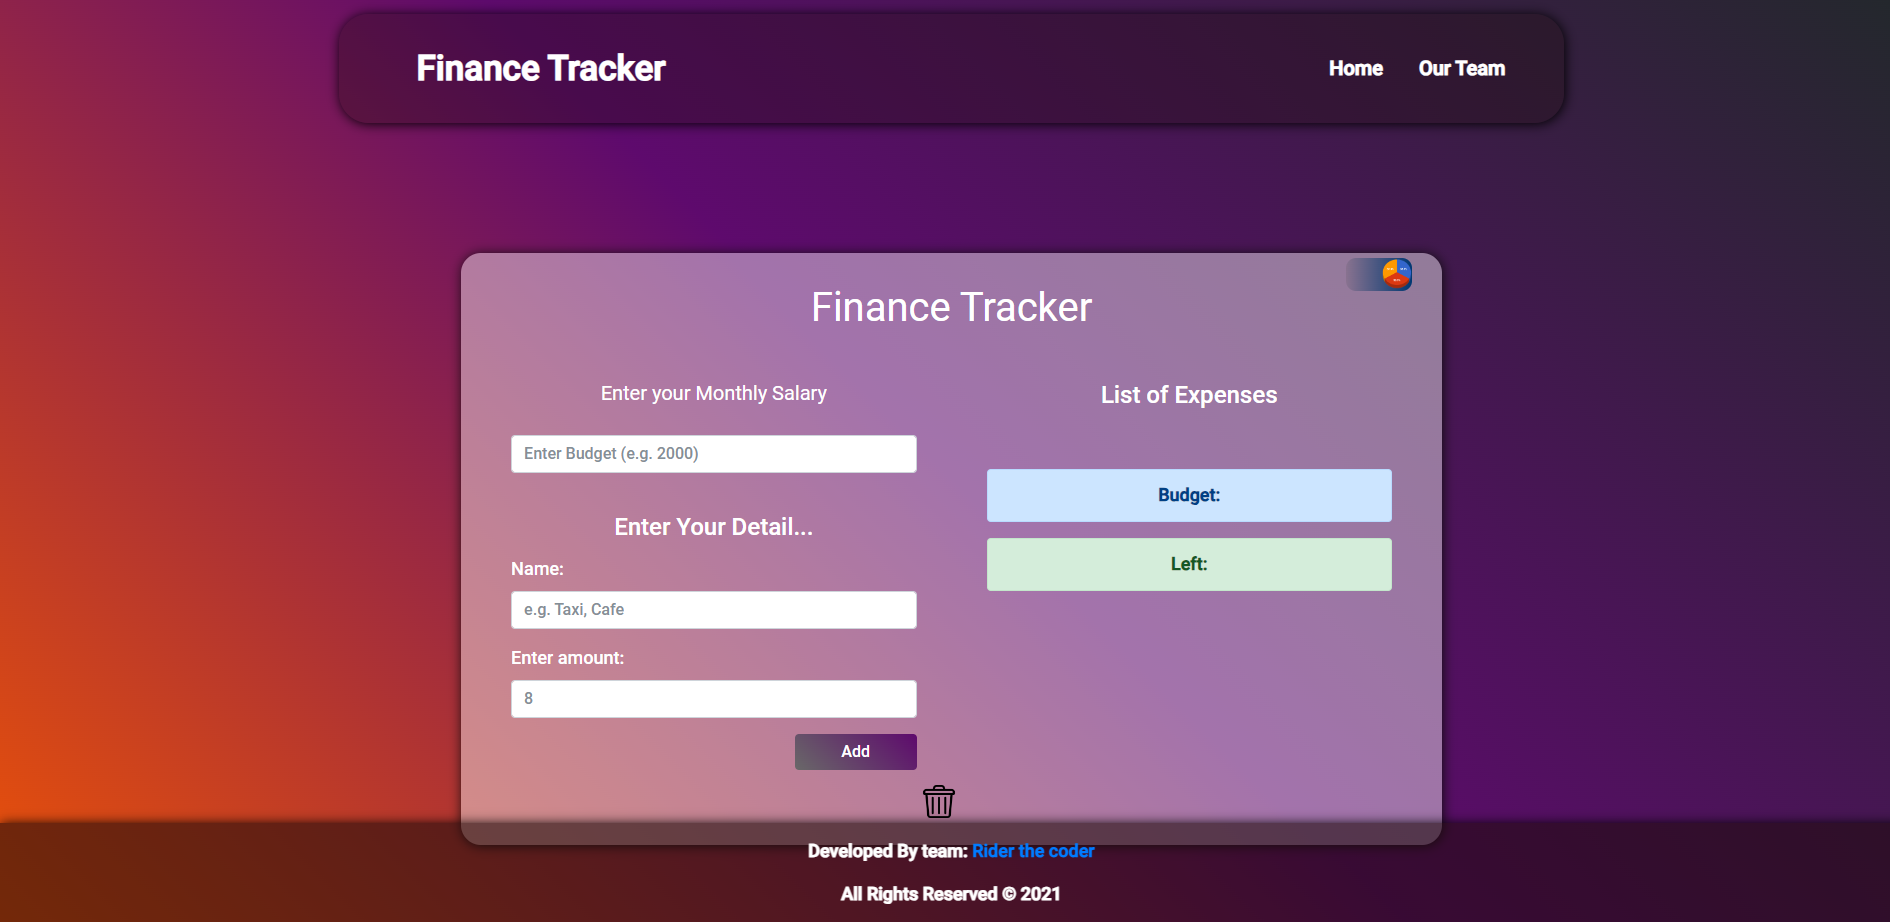 Finance Tracker
Home
Our Team
Finance Tracker
Enter your Monthly Salary
Enter Budget (e.g. 2000)
Enter Your Detail...
Name:
e.g. Taxi, Cafe
Enter amount:
8
Add
List of Expenses
Budget:
Left:
Developed By team: Rider the coder
All Rights Reserved © 2021